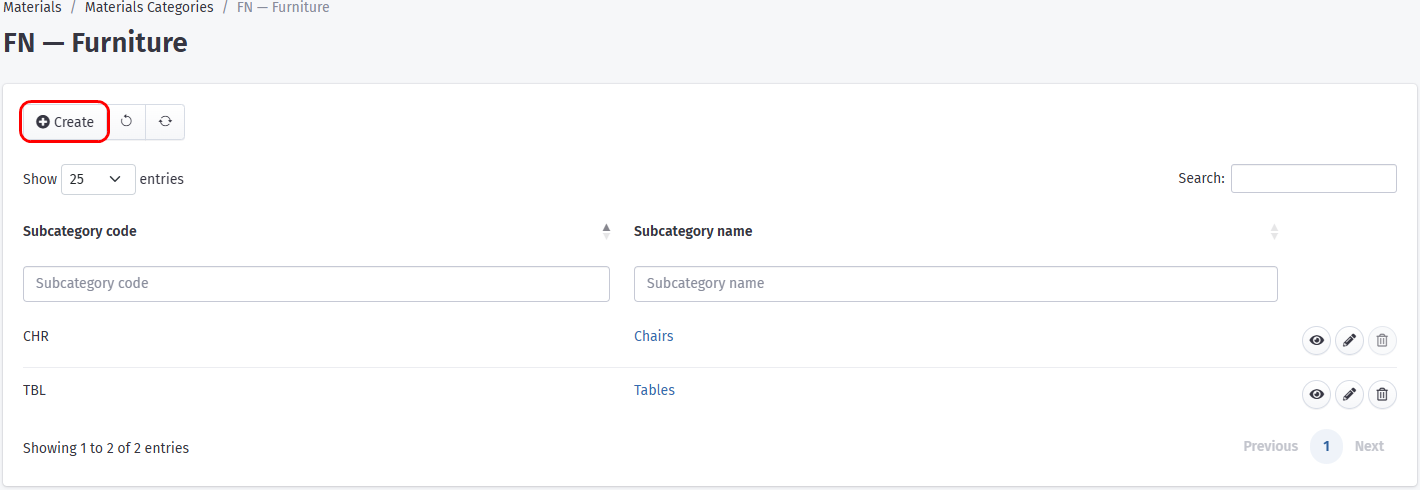 Materials / Materials Categories / FN — Furniture
FN — Furniture
Create
Show 25 entries
Search:
Subcategory code Subcategory name
Subcategory code Subcategory name
CHR Chairs
TBL Tables
Showing 1 to 2 of 2 entries
Previous 1 Next